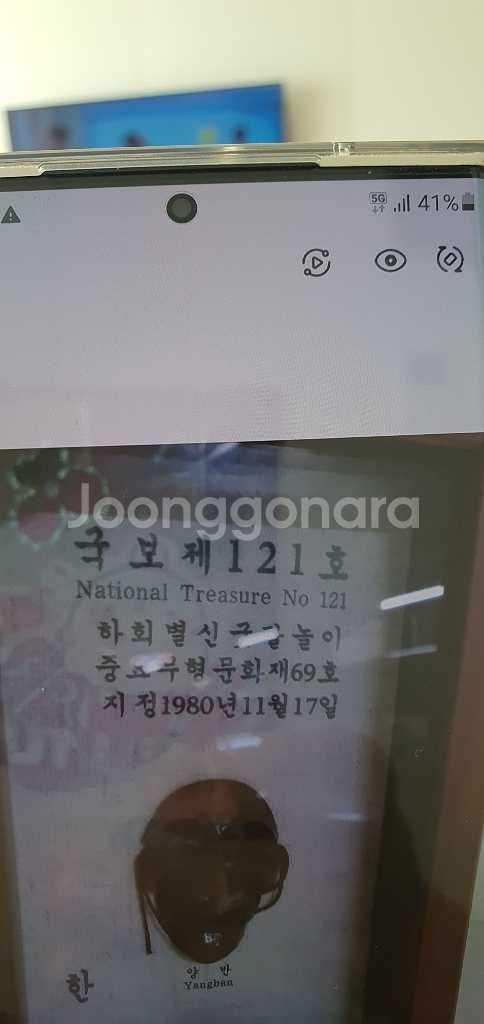 5G 41%
Joonggonara
국보제121호
National Treasure No 121
하회별신굿탈놀이
중요무형문화재69호
지정1980년11월17일
양 반
Yangban
한